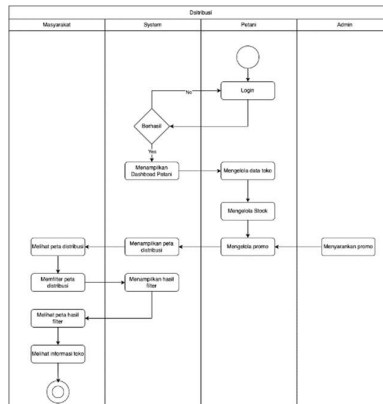 Dsitribusi
Masyarakat
System
Petani
Admin
Login
No
Berhasil
Yes
Menampilkan
Dashboad Petani
Mengelola data toko
Mengelola Stock
Melihat peta distribusi
Menampilkan peta
distribusi
Mengelola promo
Menyarankan promo
Memfilter peta
distribusi
Menampilkan hasil
filter
Melihat peta hasil
filter
Melihat informasi toko